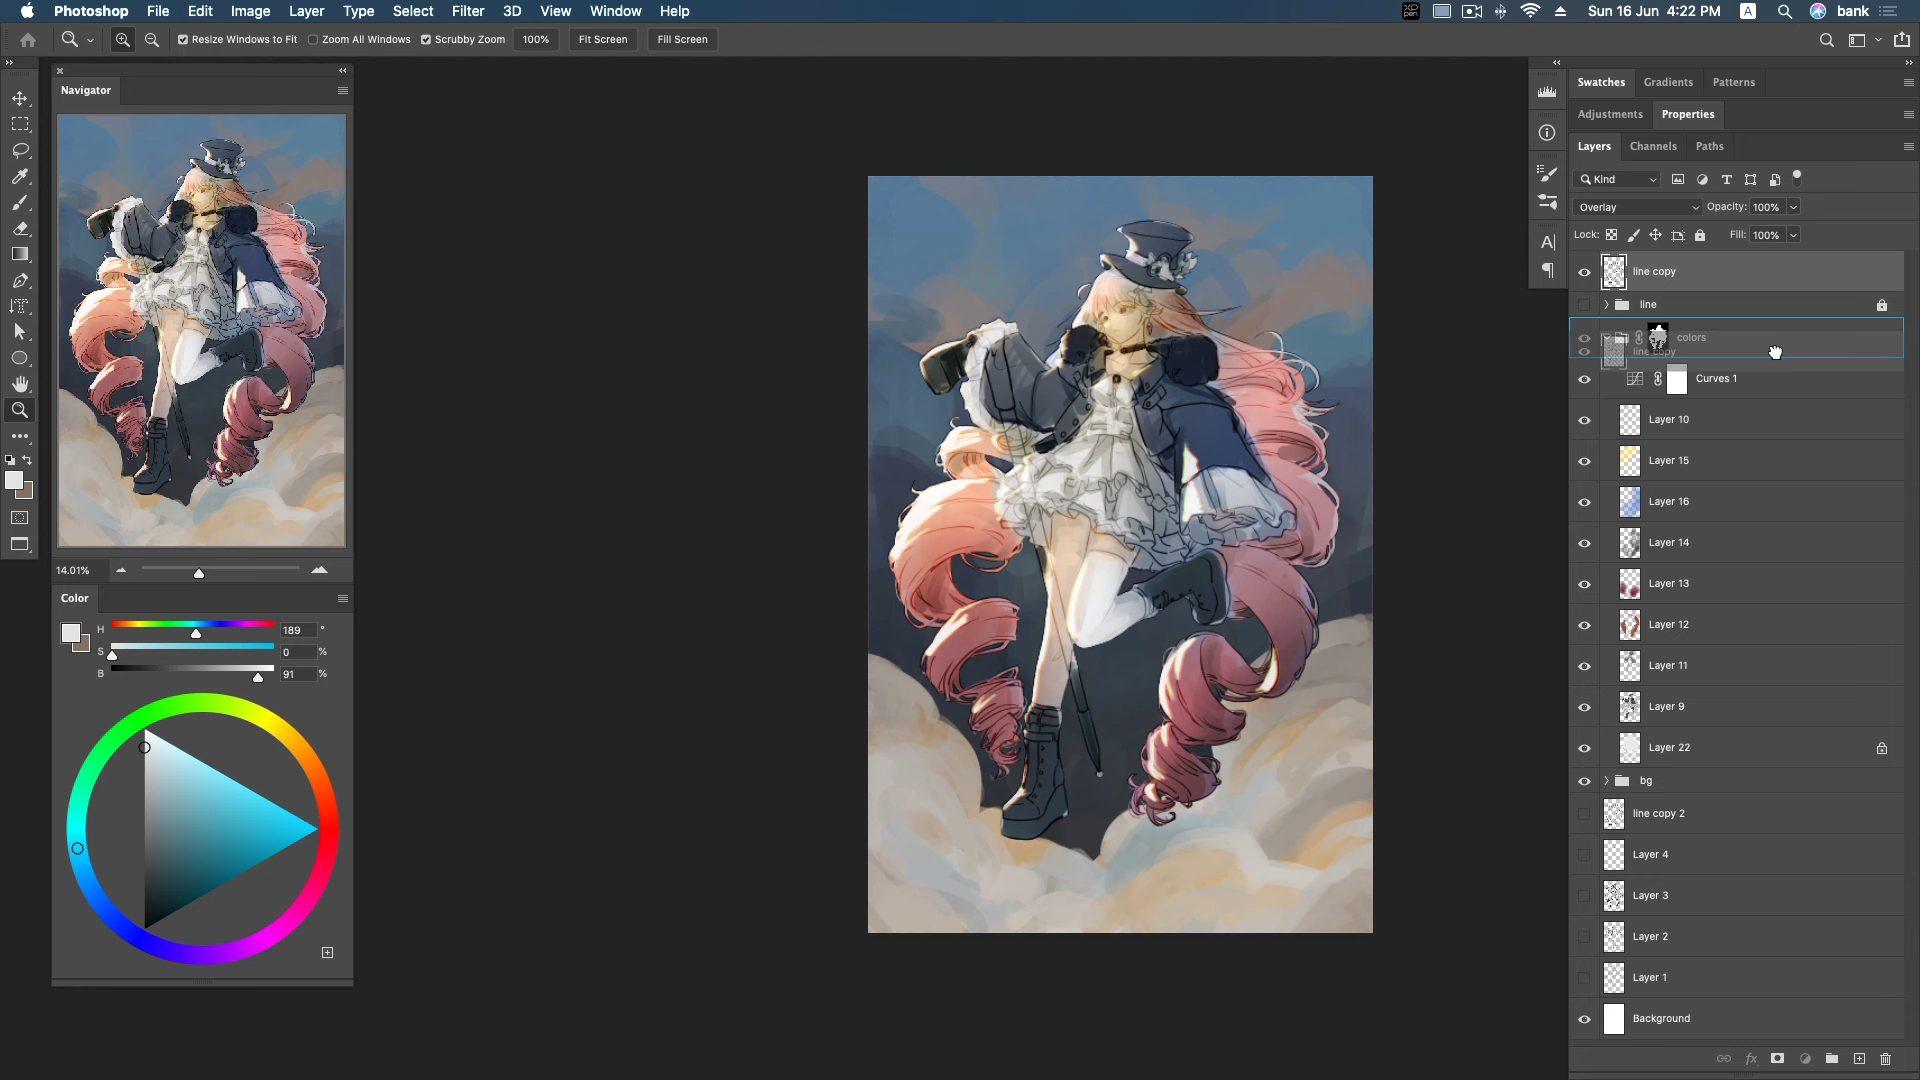 Photoshop File Edit Image Layer Type Select Filter 3D View Window Help
Sun 16 Jun 4:22 PM A bank
Resize Windows to Fit Zoom All Windows Scrubby Zoom 100% Fit Screen Fill Screen
Navigator
14.01%
Color
H 189 °
S 0 %
B 91 %
Swatches Gradients Patterns
Adjustments Properties
Layers Channels Paths
Kind
Overlay Opacity: 100%
Lock: Fill: 100%
line copy
line
colors
line copy
Curves 1
Layer 10
Layer 15
Layer 16
Layer 14
Layer 13
Layer 12
Layer 11
Layer 9
Layer 22
bg
line copy 2
Layer 4
Layer 3
Layer 2
Layer 1
Background
fx